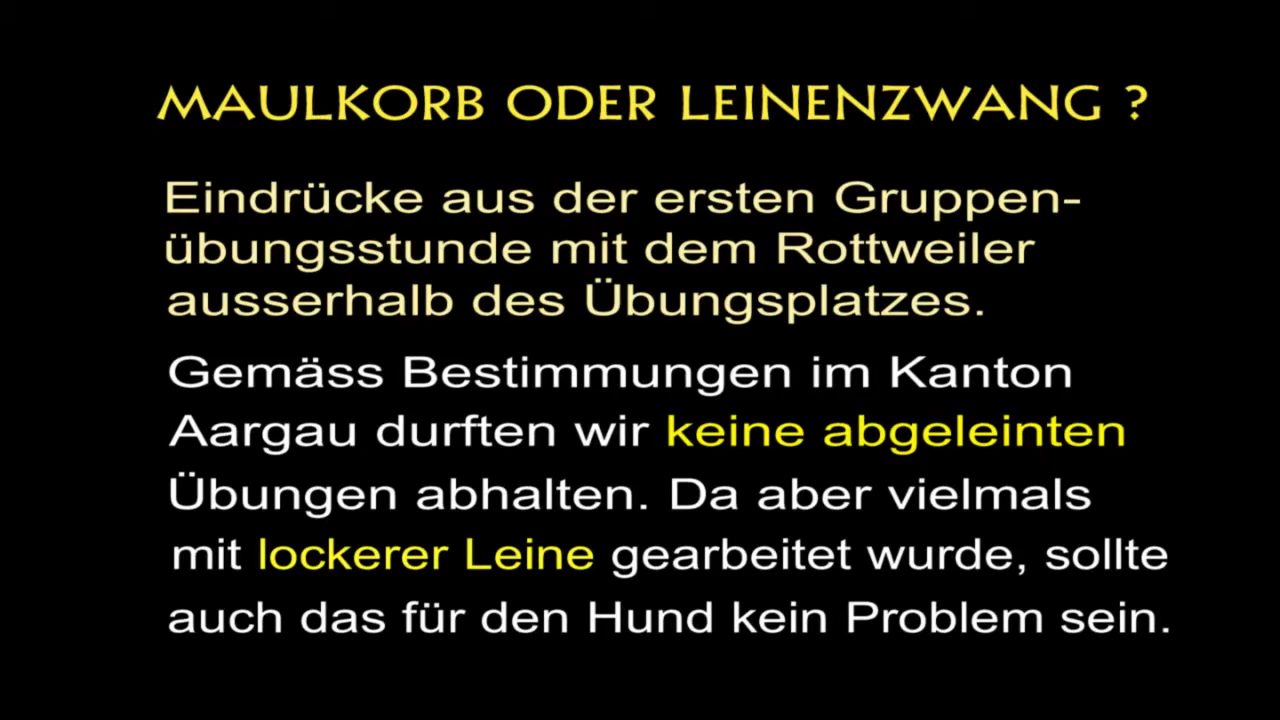 MAULKORB ODER LEINENZWANG ?
Eindrücke aus der ersten Gruppen-
übungsstunde mit dem Rottweiler
ausserhalb des Übungsplatzes.
Gemäss Bestimmungen im Kanton
Aargau durften wir keine abgeleinten
Übungen abhalten. Da aber vielmals
mit lockerer Leine gearbeitet wurde, sollte
auch das für den Hund kein Problem sein.